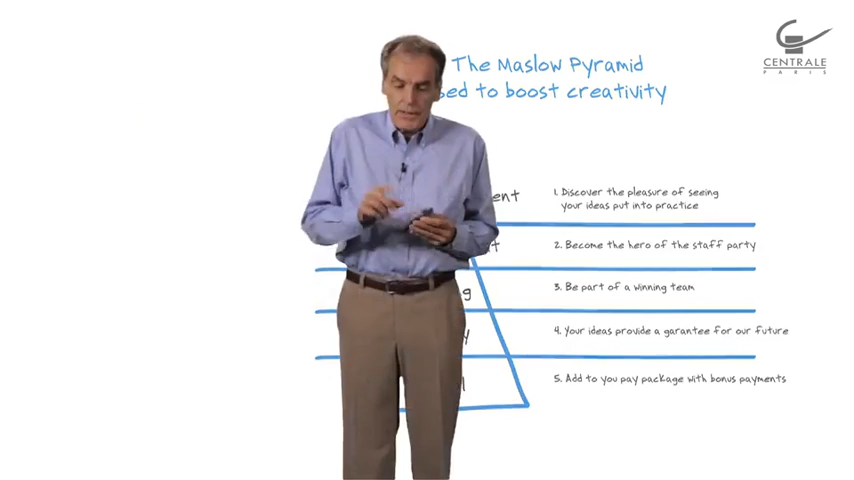 The Maslow Pyramid
sed to boost creativity
CENTRALE
PARIS
ent
1. Discover the pleasure of seeing
your ideas put into practice
t
2. Become the hero of the staff party
g
3. Be part of a winning team
y
4. Your ideas provide a garantee for our future
l
5. Add to you pay package with bonus payments